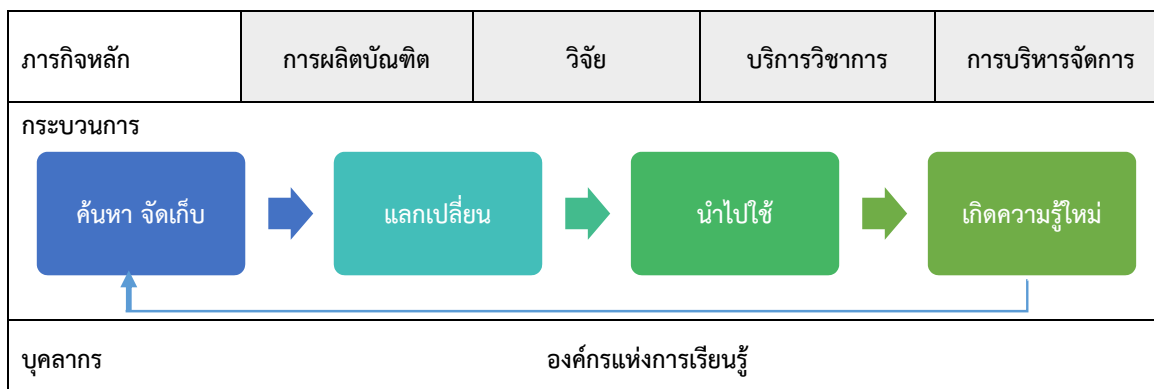 ภารกิจหลัก การผลิตบัณฑิต วิจัย บริการวิชาการ การบริหารจัดการ
กระบวนการ
ค้นหา จัดเก็บ แลกเปลี่ยน นำไปใช้ เกิดความรู้ใหม่
บุคลากร องค์กรแห่งการเรียนรู้